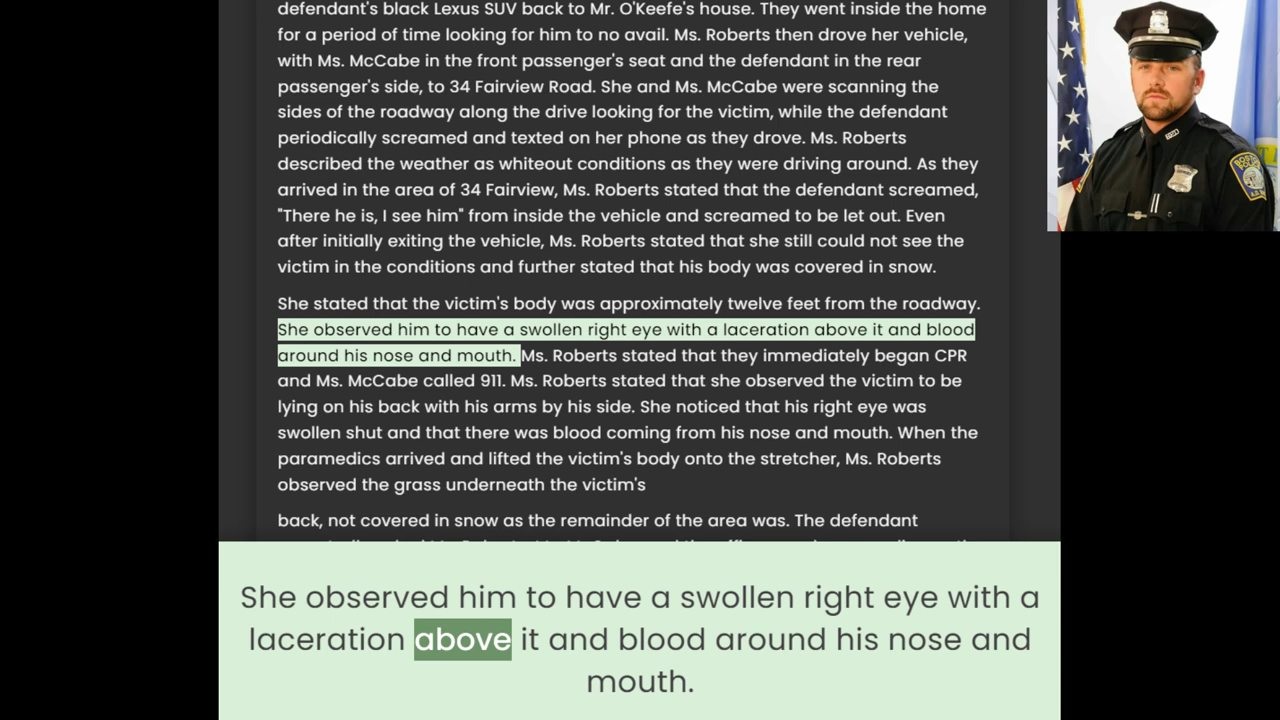 defendant's black Lexus SUV back to Mr. O'Keefe's house. They went inside the home
for a period of time looking for him to no avail. Ms. Roberts then drove her vehicle,
with Ms. McCabe in the front passenger's seat and the defendant in the rear
passenger's side, to 34 Fairview Road. She and Ms. McCabe were scanning the
sides of the roadway along the drive looking for the victim, while the defendant
periodically screamed and texted on her phone as they drove. Ms. Roberts
described the weather as whiteout conditions as they were driving around. As they
arrived in the area of 34 Fairview, Ms. Roberts stated that the defendant screamed,
"There he is, I see him" from inside the vehicle and screamed to be let out. Even
after initially exiting the vehicle, Ms. Roberts stated that she still could not see the
victim in the conditions and further stated that his body was covered in snow.
She stated that the victim's body was approximately twelve feet from the roadway.
She observed him to have a swollen right eye with a laceration above it and blood
around his nose and mouth. Ms. Roberts stated that they immediately began CPR
and Ms. McCabe called 911. Ms. Roberts stated that she observed the victim to be
lying on his back with his arms by his side. She noticed that his right eye was
swollen shut and that there was blood coming from his nose and mouth. When the
paramedics arrived and lifted the victim's body onto the stretcher, Ms. Roberts
observed the grass underneath the victim's
back, not covered in snow as the remainder of the area was. The defendant
She observed him to have a swollen right eye with a
laceration above it and blood around his nose and
mouth.